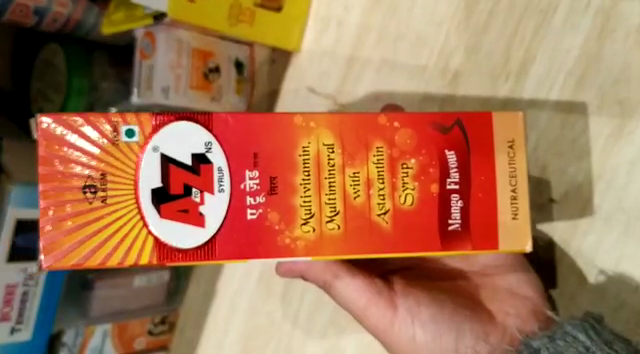 ALKEM
A TO Z NS
SYRUP
ए टू ज़ेड
सिरप
Multivitamin,
Multimineral
with
Astaxanthin
Syrup
Mango Flavour
NUTRACEUTICAL